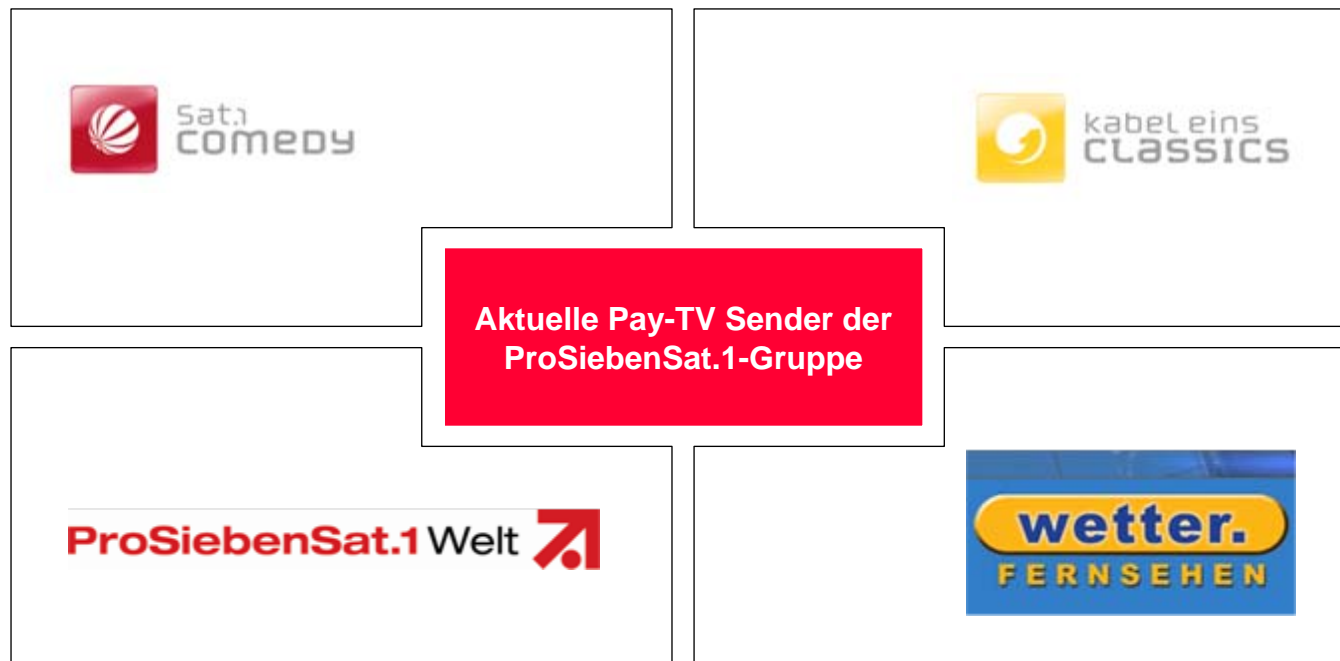 sat.1
comedy
kabel eins
classics
Aktuelle Pay-TV Sender der
ProSiebenSat.1-Gruppe
ProSiebenSat.1 Welt
wetter.
FERNSEHEN